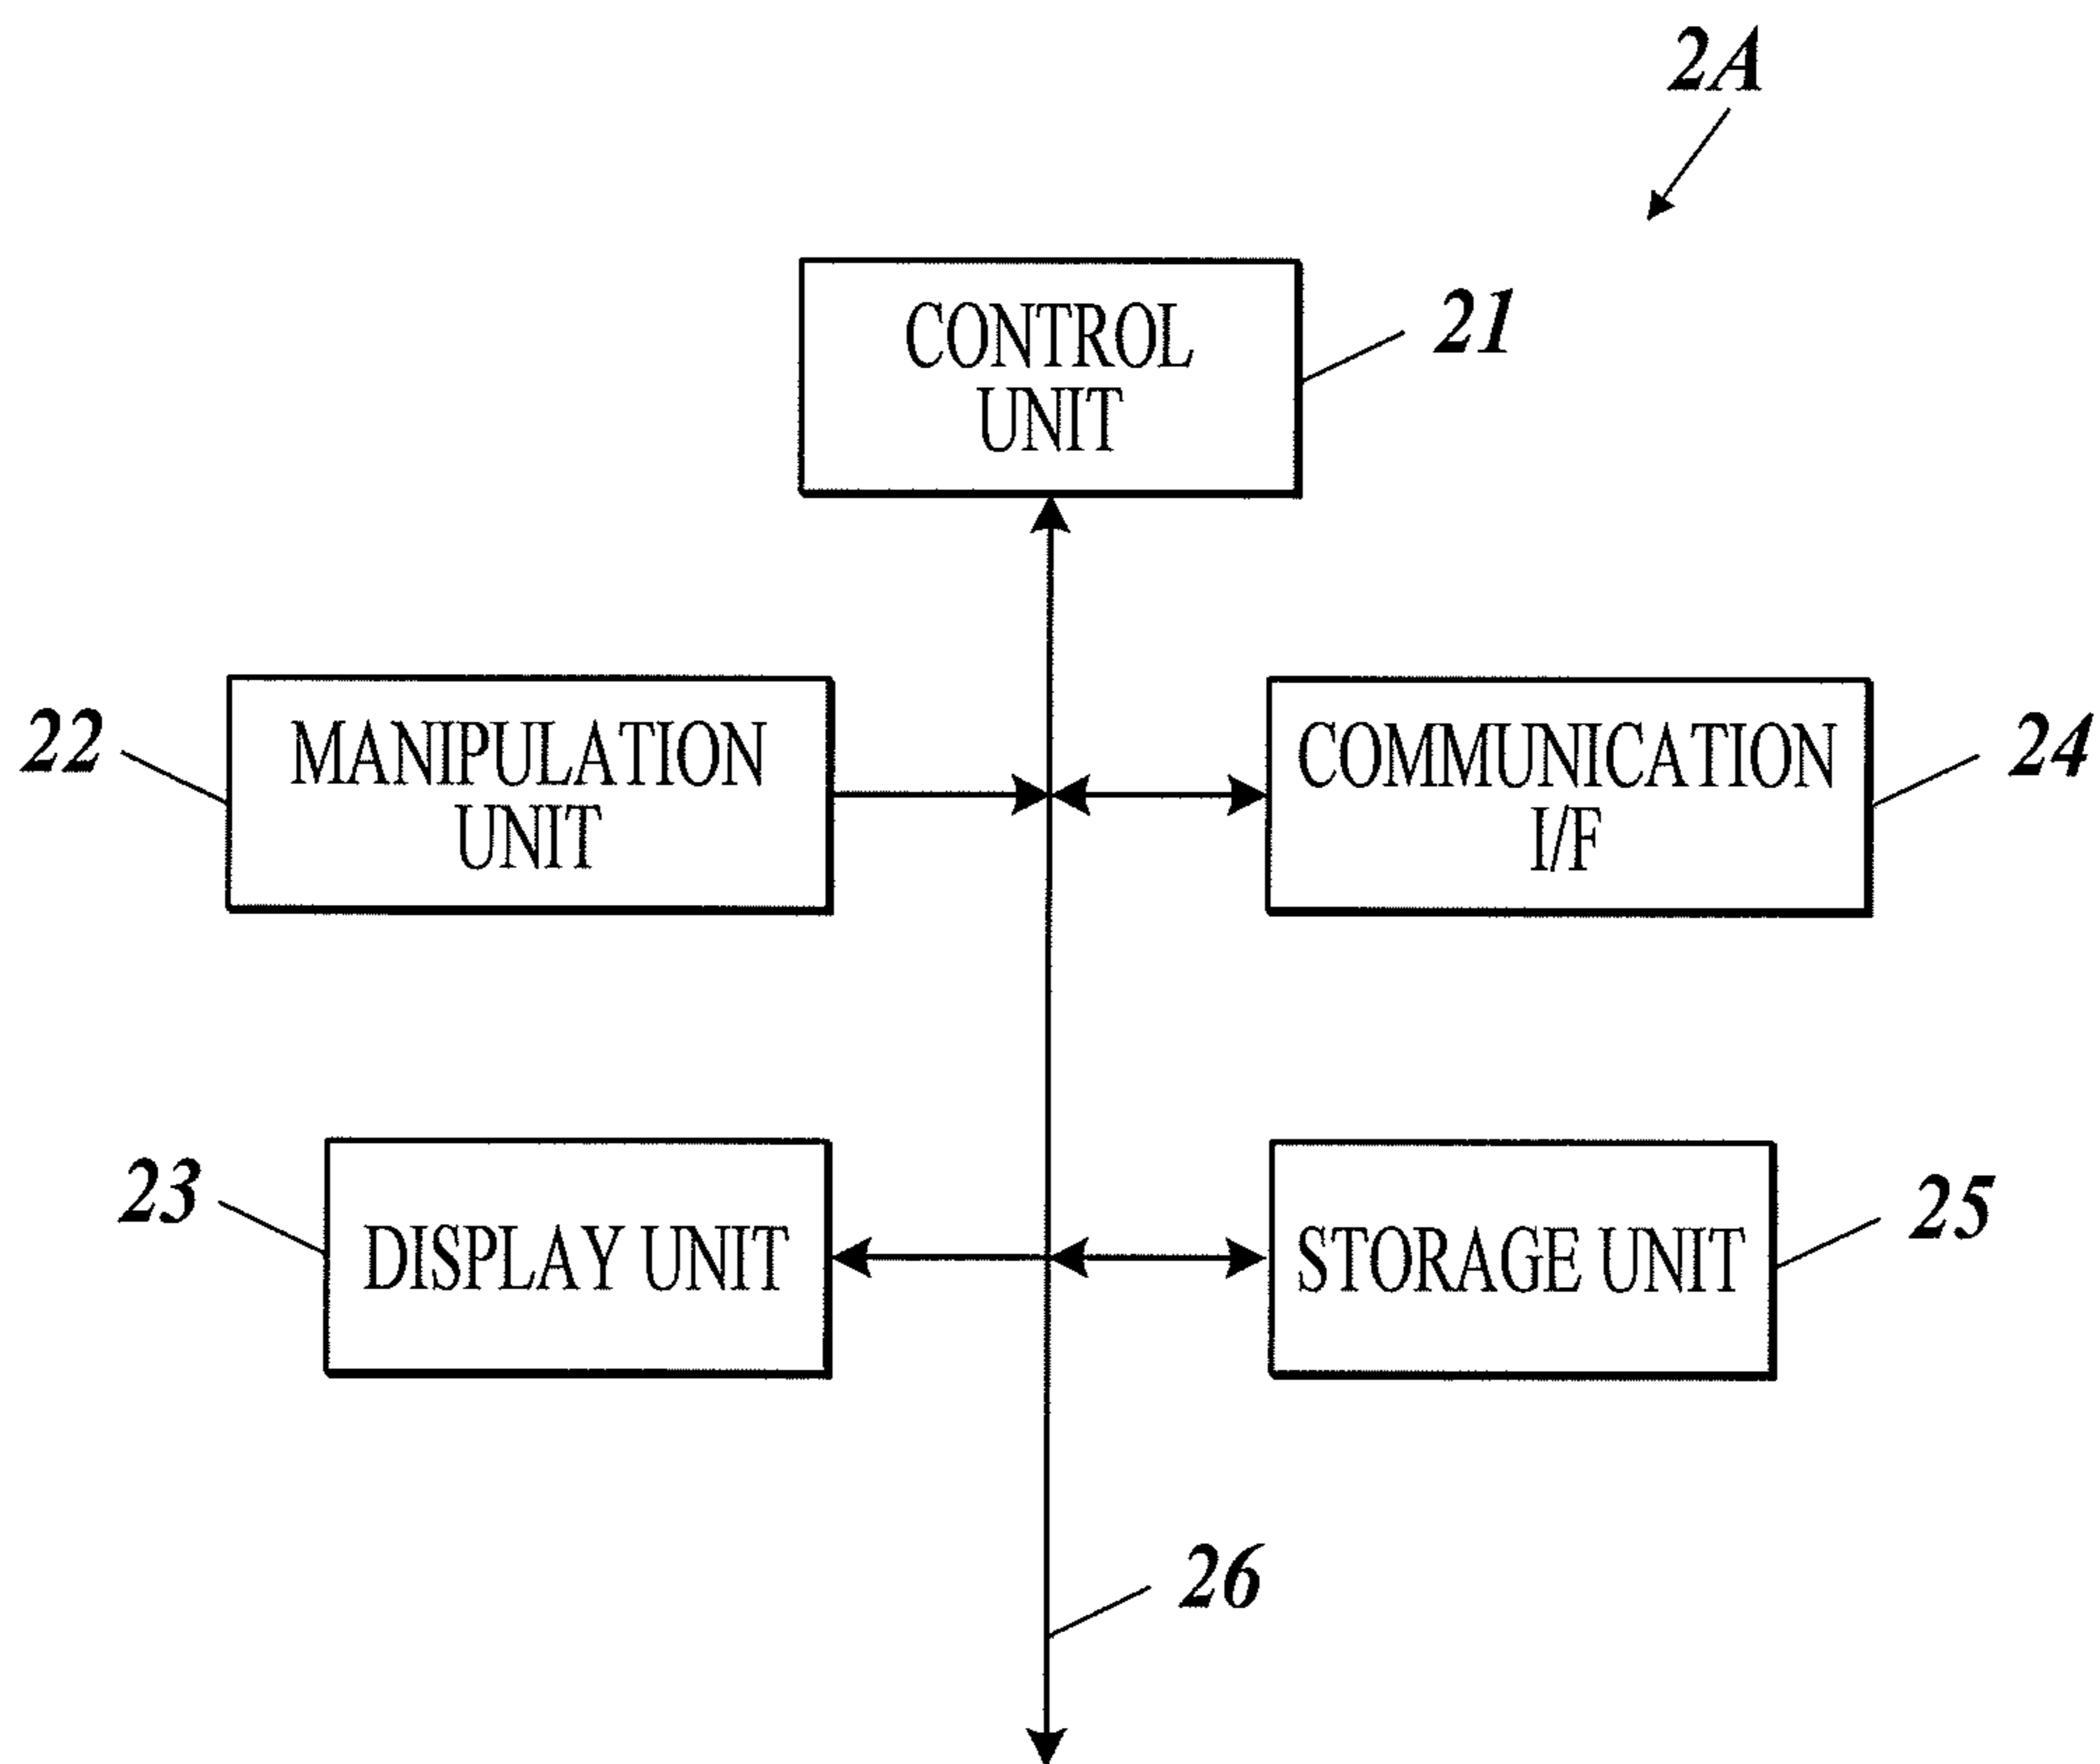 2A
CONTROL
UNIT
21
22
MANIPULATION
UNIT
COMMUNICATION
I/F
24
23
DISPLAY UNIT
STORAGE UNIT
25
26